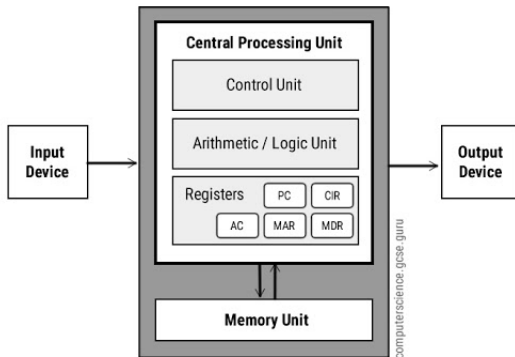 Central Processing Unit
Control Unit
Arithmetic / Logic Unit
Registers
PC
CIR
AC
MAR
MDR
Input
Device
Output
Device
Memory Unit
computerscience.gcse.guru